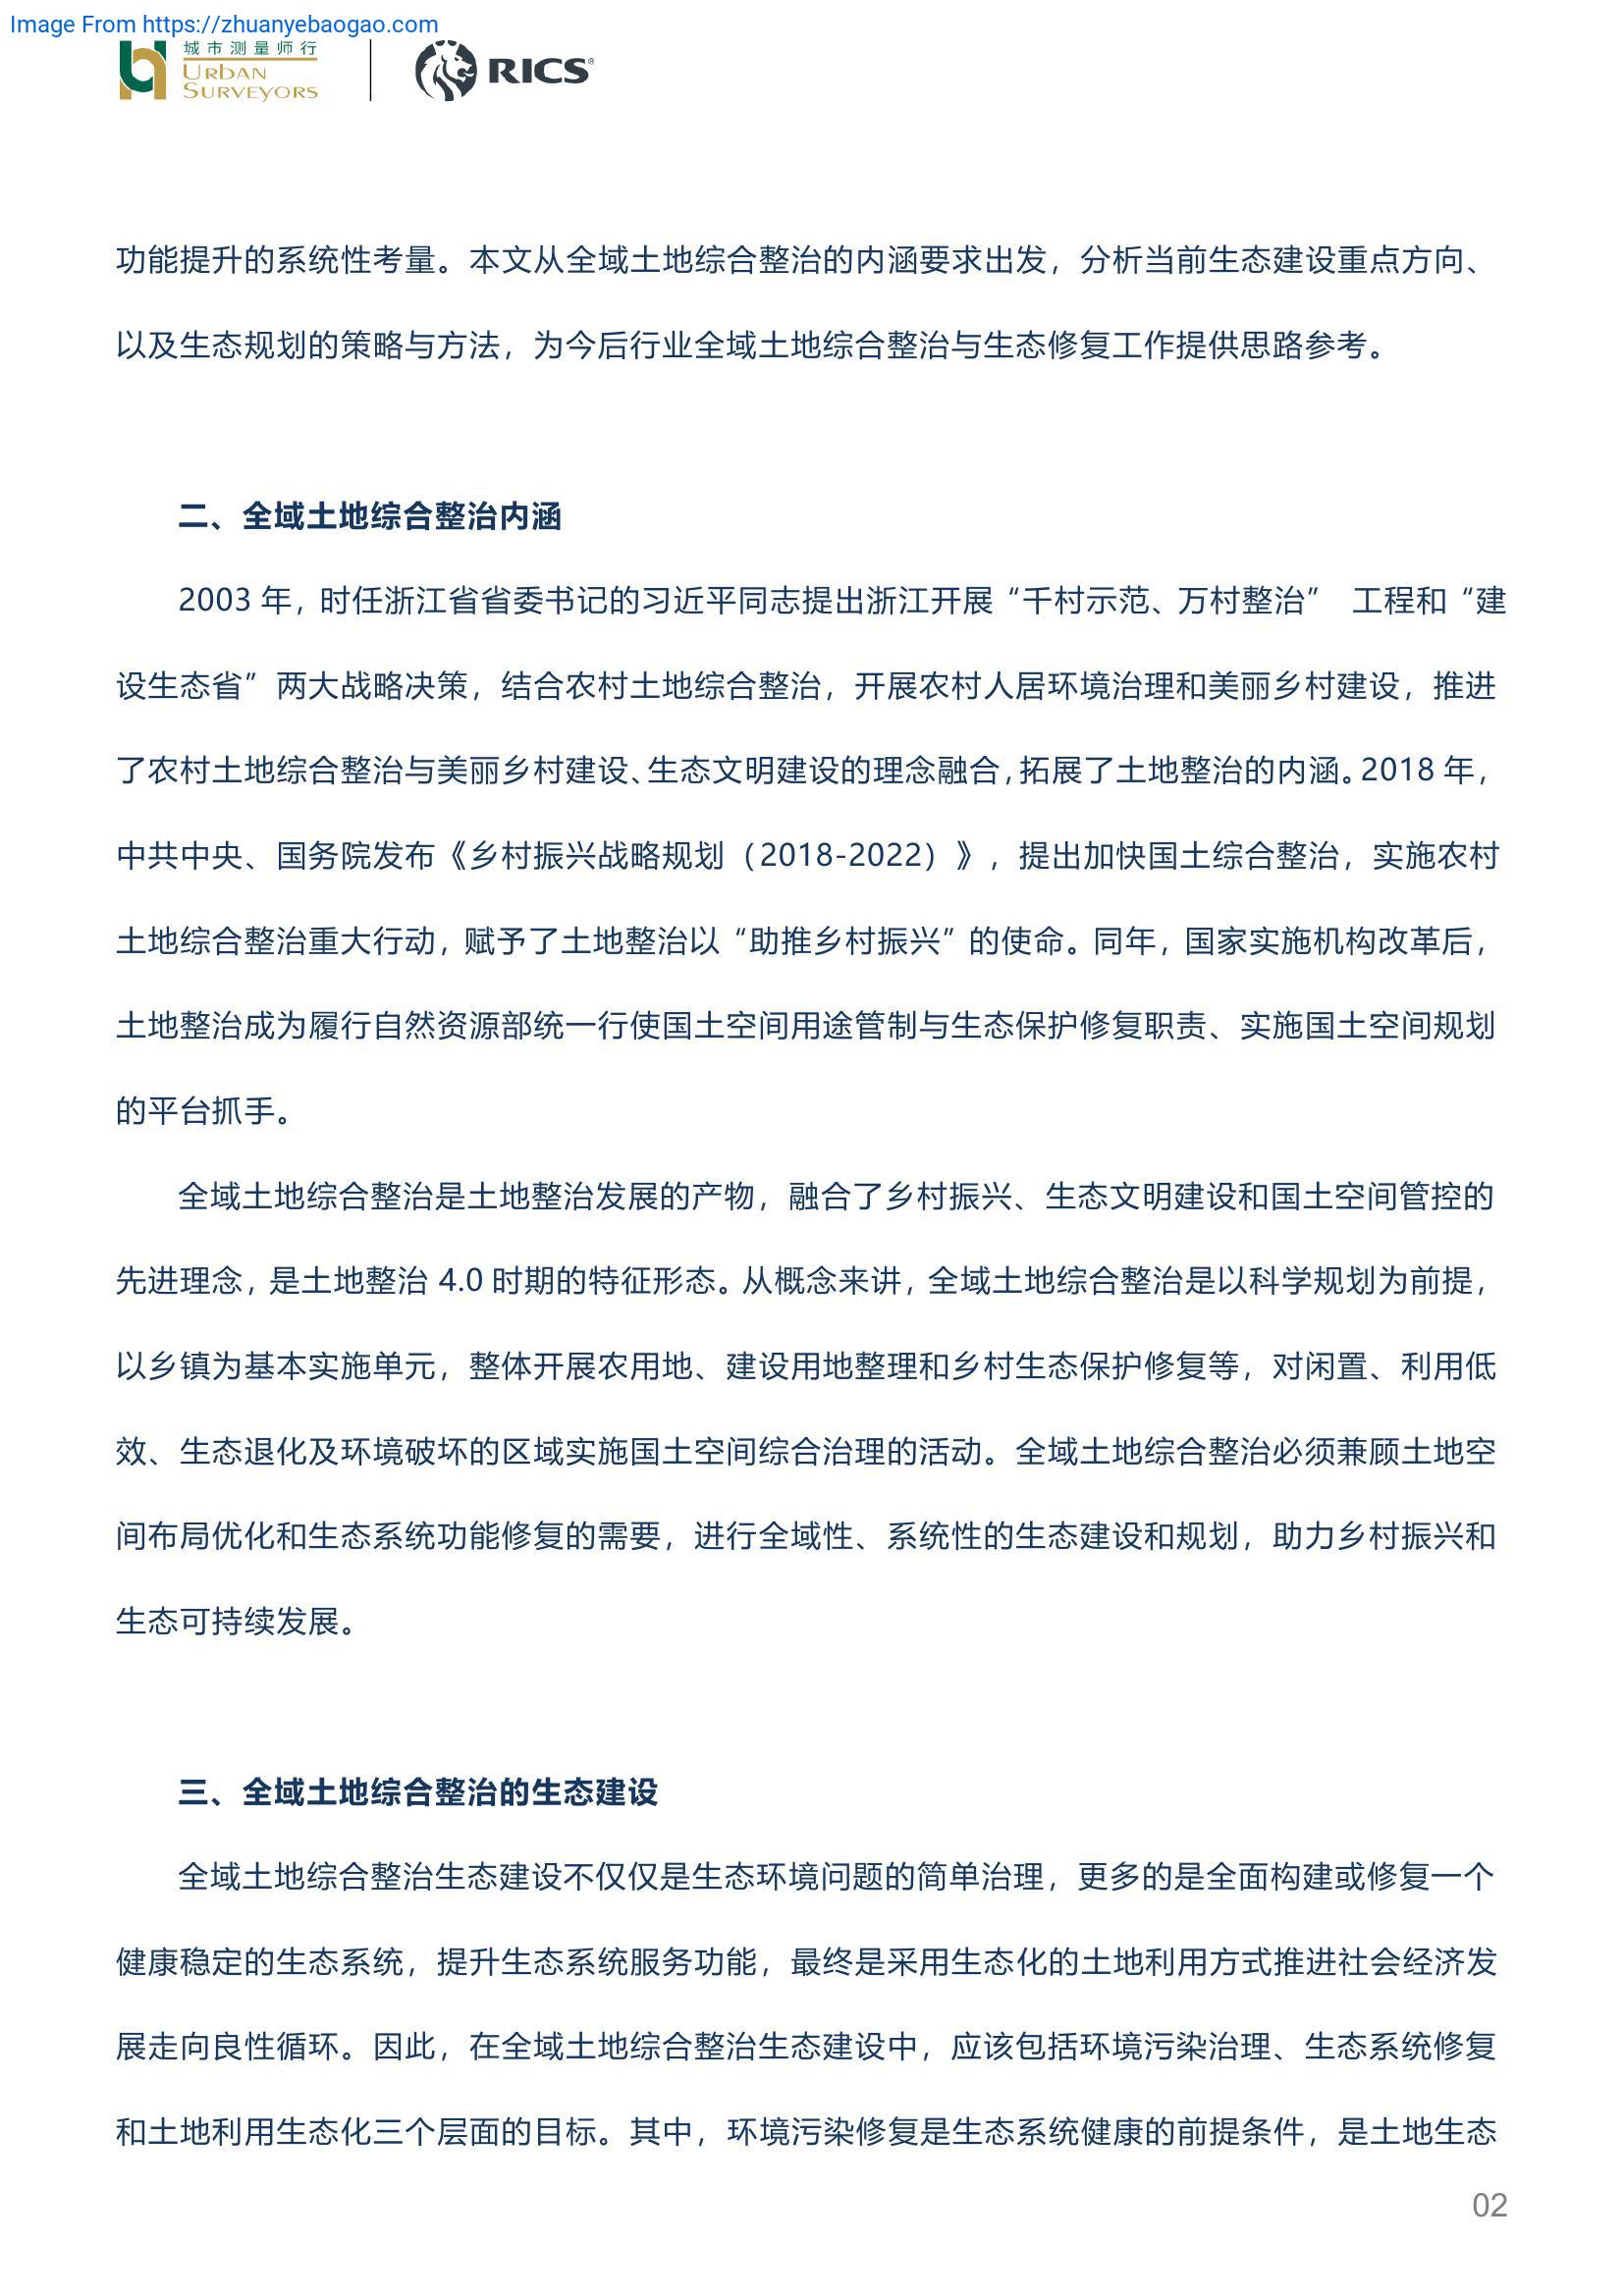 Image From https://zhuanyebaogao.com
城市测量师行
URBAN
SURVEYORS
RICS®
功能提升的系统性考量。本文从全域土地综合整治的内涵要求出发，分析当前生态建设重点方向、
以及生态规划的策略与方法，为今后行业全域土地综合整治与生态修复工作提供思路参考。
二、全域土地综合整治内涵
2003 年，时任浙江省省委书记的习近平同志提出浙江开展“千村示范、万村整治” 工程和“建
设生态省”两大战略决策，结合农村土地综合整治，开展农村人居环境治理和美丽乡村建设，推进
了农村土地综合整治与美丽乡村建设、生态文明建设的理念融合，拓展了土地整治的内涵。2018 年，
中共中央、国务院发布《乡村振兴战略规划（2018-2022）》，提出加快国土综合整治，实施农村
土地综合整治重大行动，赋予了土地整治以“助推乡村振兴”的使命。同年，国家实施机构改革后，
土地整治成为履行自然资源部统一行使国土空间用途管制与生态保护修复职责、实施国土空间规划
的平台抓手。
全域土地综合整治是土地整治发展的产物，融合了乡村振兴、生态文明建设和国土空间管控的
先进理念，是土地整治 4.0 时期的特征形态。从概念来讲，全域土地综合整治是以科学规划为前提，
以乡镇为基本实施单元，整体开展农用地、建设用地整理和乡村生态保护修复等，对闲置、利用低
效、生态退化及环境破坏的区域实施国土空间综合治理的活动。全域土地综合整治必须兼顾土地空
间布局优化和生态系统功能修复的需要，进行全域性、系统性的生态建设和规划，助力乡村振兴和
生态可持续发展。
三、全域土地综合整治的生态建设
全域土地综合整治生态建设不仅仅是生态环境问题的简单治理，更多的是全面构建或修复一个
健康稳定的生态系统，提升生态系统服务功能，最终是采用生态化的土地利用方式推进社会经济发
展走向良性循环。因此，在全域土地综合整治生态建设中，应该包括环境污染治理、生态系统修复
和土地利用生态化三个层面的目标。其中，环境污染修复是生态系统健康的前提条件，是土地生态
02